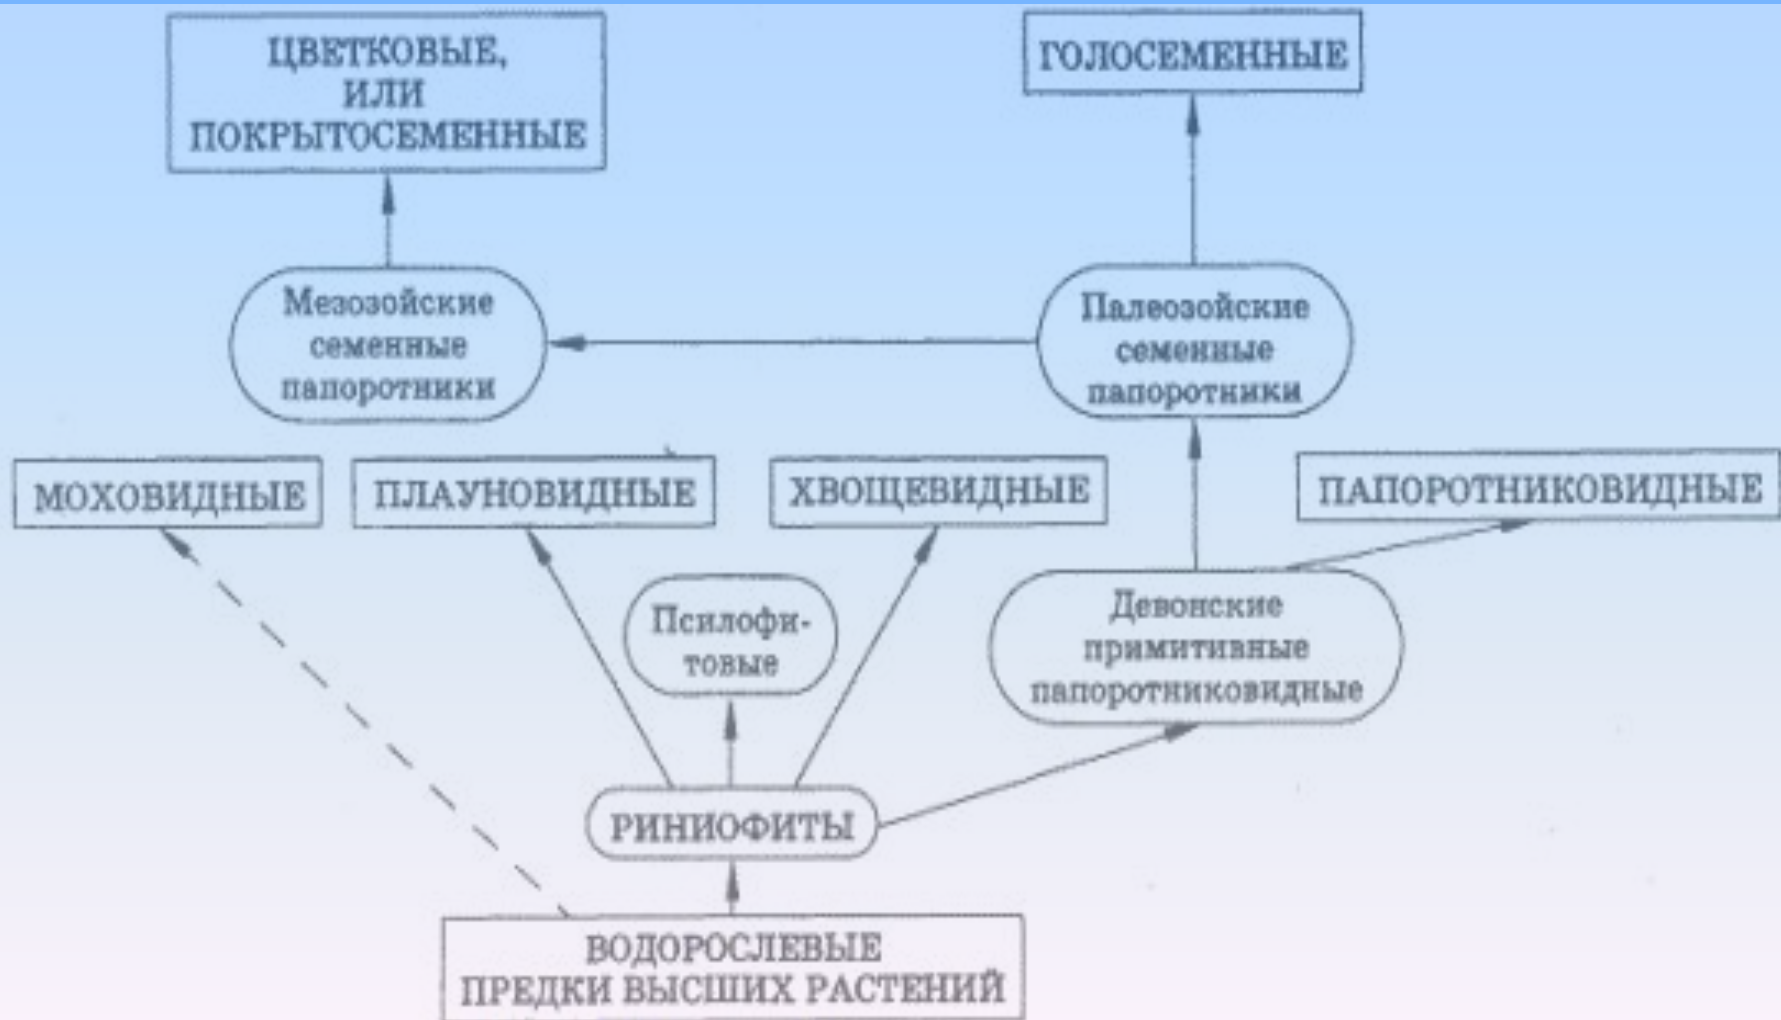 ЦВЕТКОВЫЕ,
ИЛИ
ПОКРЫТОСЕМЕННЫЕ
ГОЛОСЕМЕННЫЕ
Мезозойские
семенные
папоротники
Палеозойские
семенные
папоротники
МОХОВИДНЫЕ
ПЛАУНОВИДНЫЕ
ХВОЩЕВИДНЫЕ
ПАПОРОТНИКОВИДНЫЕ
Псилофи-
товые
Девонские
примитивные
папоротниковидные
РИНИОФИТЫ
ВОДОРОСЛЕВЫЕ
ПРЕДКИ ВЫСШИХ РАСТЕНИЙ